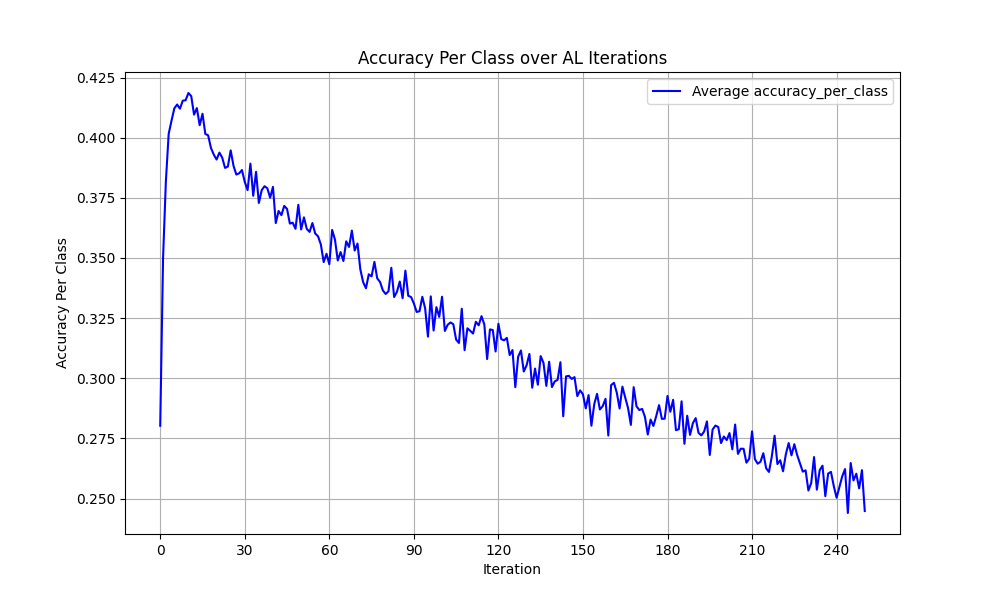 Accuracy Per Class over AL Iterations
Average accuracy_per_class
Accuracy Per Class
0.425
0.400
0.375
0.350
0.325
0.300
0.275
0.250
0 30 60 90 120 150 180 210 240
Iteration